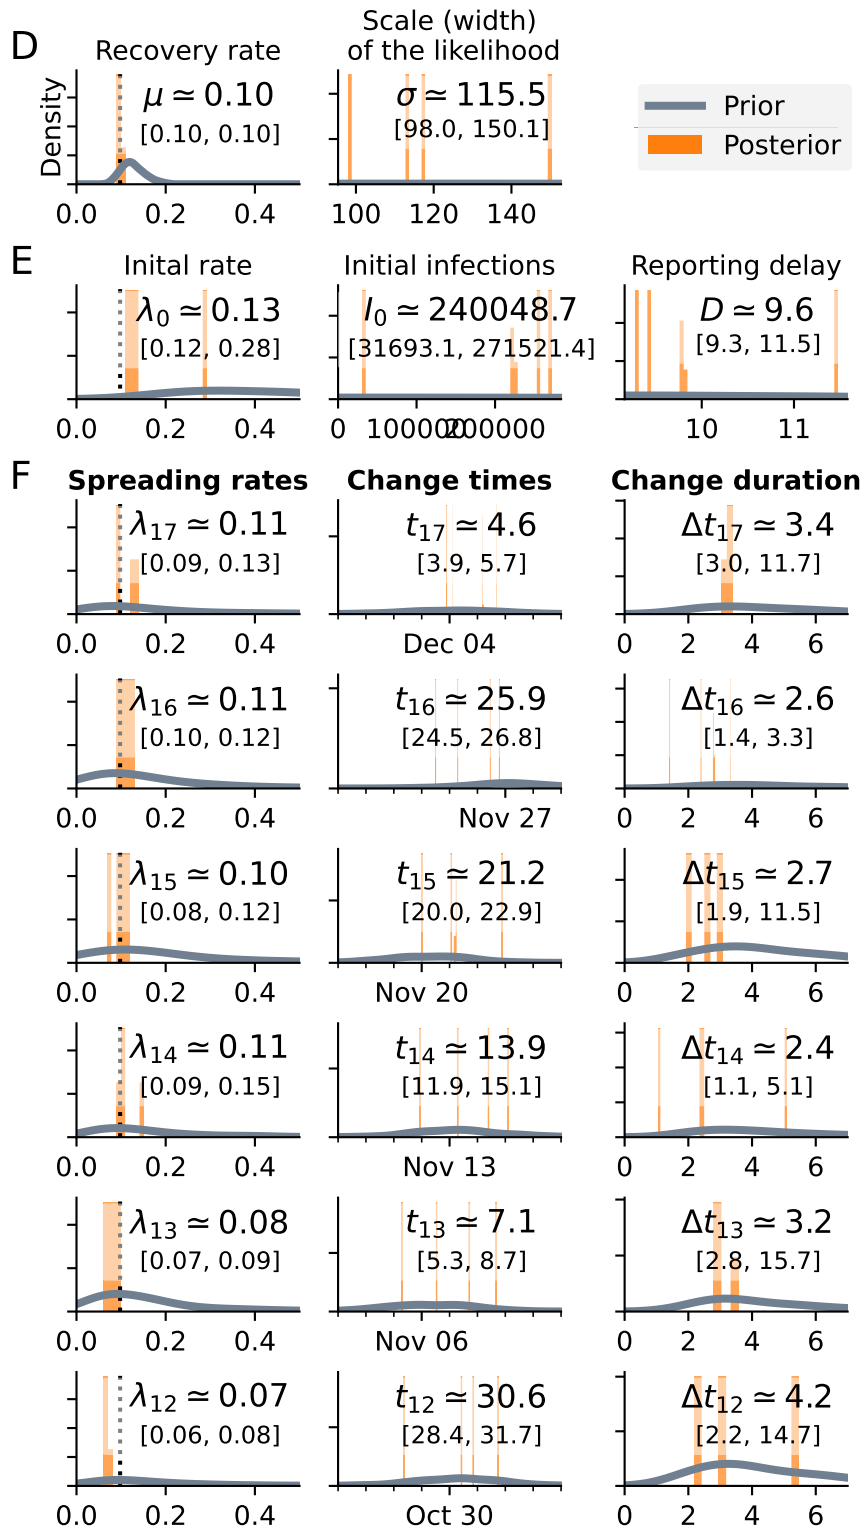 D
Recovery rate
Scale (width)
of the likelihood
Density
μ ≃ 0.10
[0.10, 0.10]
σ ≃ 115.5
[98.0, 150.1]
Prior
Posterior
0.0 0.2 0.4
100 120 140
E
Inital rate
Initial infections
Reporting delay
λ0 ≃ 0.13
[0.12, 0.28]
I0 ≃ 240048.7
[31693.1, 271521.4]
D ≃ 9.6
[9.3, 11.5]
0.0 0.2 0.4
0 100000 200000
10 11
F
Spreading rates
Change times
Change duration
λ17 ≃ 0.11
[0.09, 0.13]
t17 ≃ 4.6
[3.9, 5.7]
Δt17 ≃ 3.4
[3.0, 11.7]
0.0 0.2 0.4
Dec 04
0 2 4 6
λ16 ≃ 0.11
[0.10, 0.12]
t16 ≃ 25.9
[24.5, 26.8]
Δt16 ≃ 2.6
[1.4, 3.3]
0.0 0.2 0.4
Nov 27
0 2 4 6
λ15 ≃ 0.10
[0.08, 0.12]
t15 ≃ 21.2
[20.0, 22.9]
Δt15 ≃ 2.7
[1.9, 11.5]
0.0 0.2 0.4
Nov 20
0 2 4 6
λ14 ≃ 0.11
[0.09, 0.15]
t14 ≃ 13.9
[11.9, 15.1]
Δt14 ≃ 2.4
[1.1, 5.1]
0.0 0.2 0.4
Nov 13
0 2 4 6
λ13 ≃ 0.08
[0.07, 0.09]
t13 ≃ 7.1
[5.3, 8.7]
Δt13 ≃ 3.2
[2.8, 15.7]
0.0 0.2 0.4
Nov 06
0 2 4 6
λ12 ≃ 0.07
[0.06, 0.08]
t12 ≃ 30.6
[28.4, 31.7]
Δt12 ≃ 4.2
[2.2, 14.7]
0.0 0.2 0.4
Oct 30
0 2 4 6